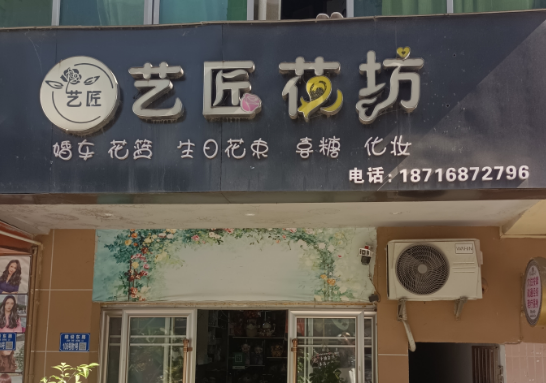 艺匠
艺匠花坊
婚车 花篮 生日花束 喜糖 化妆
电话:18716872796